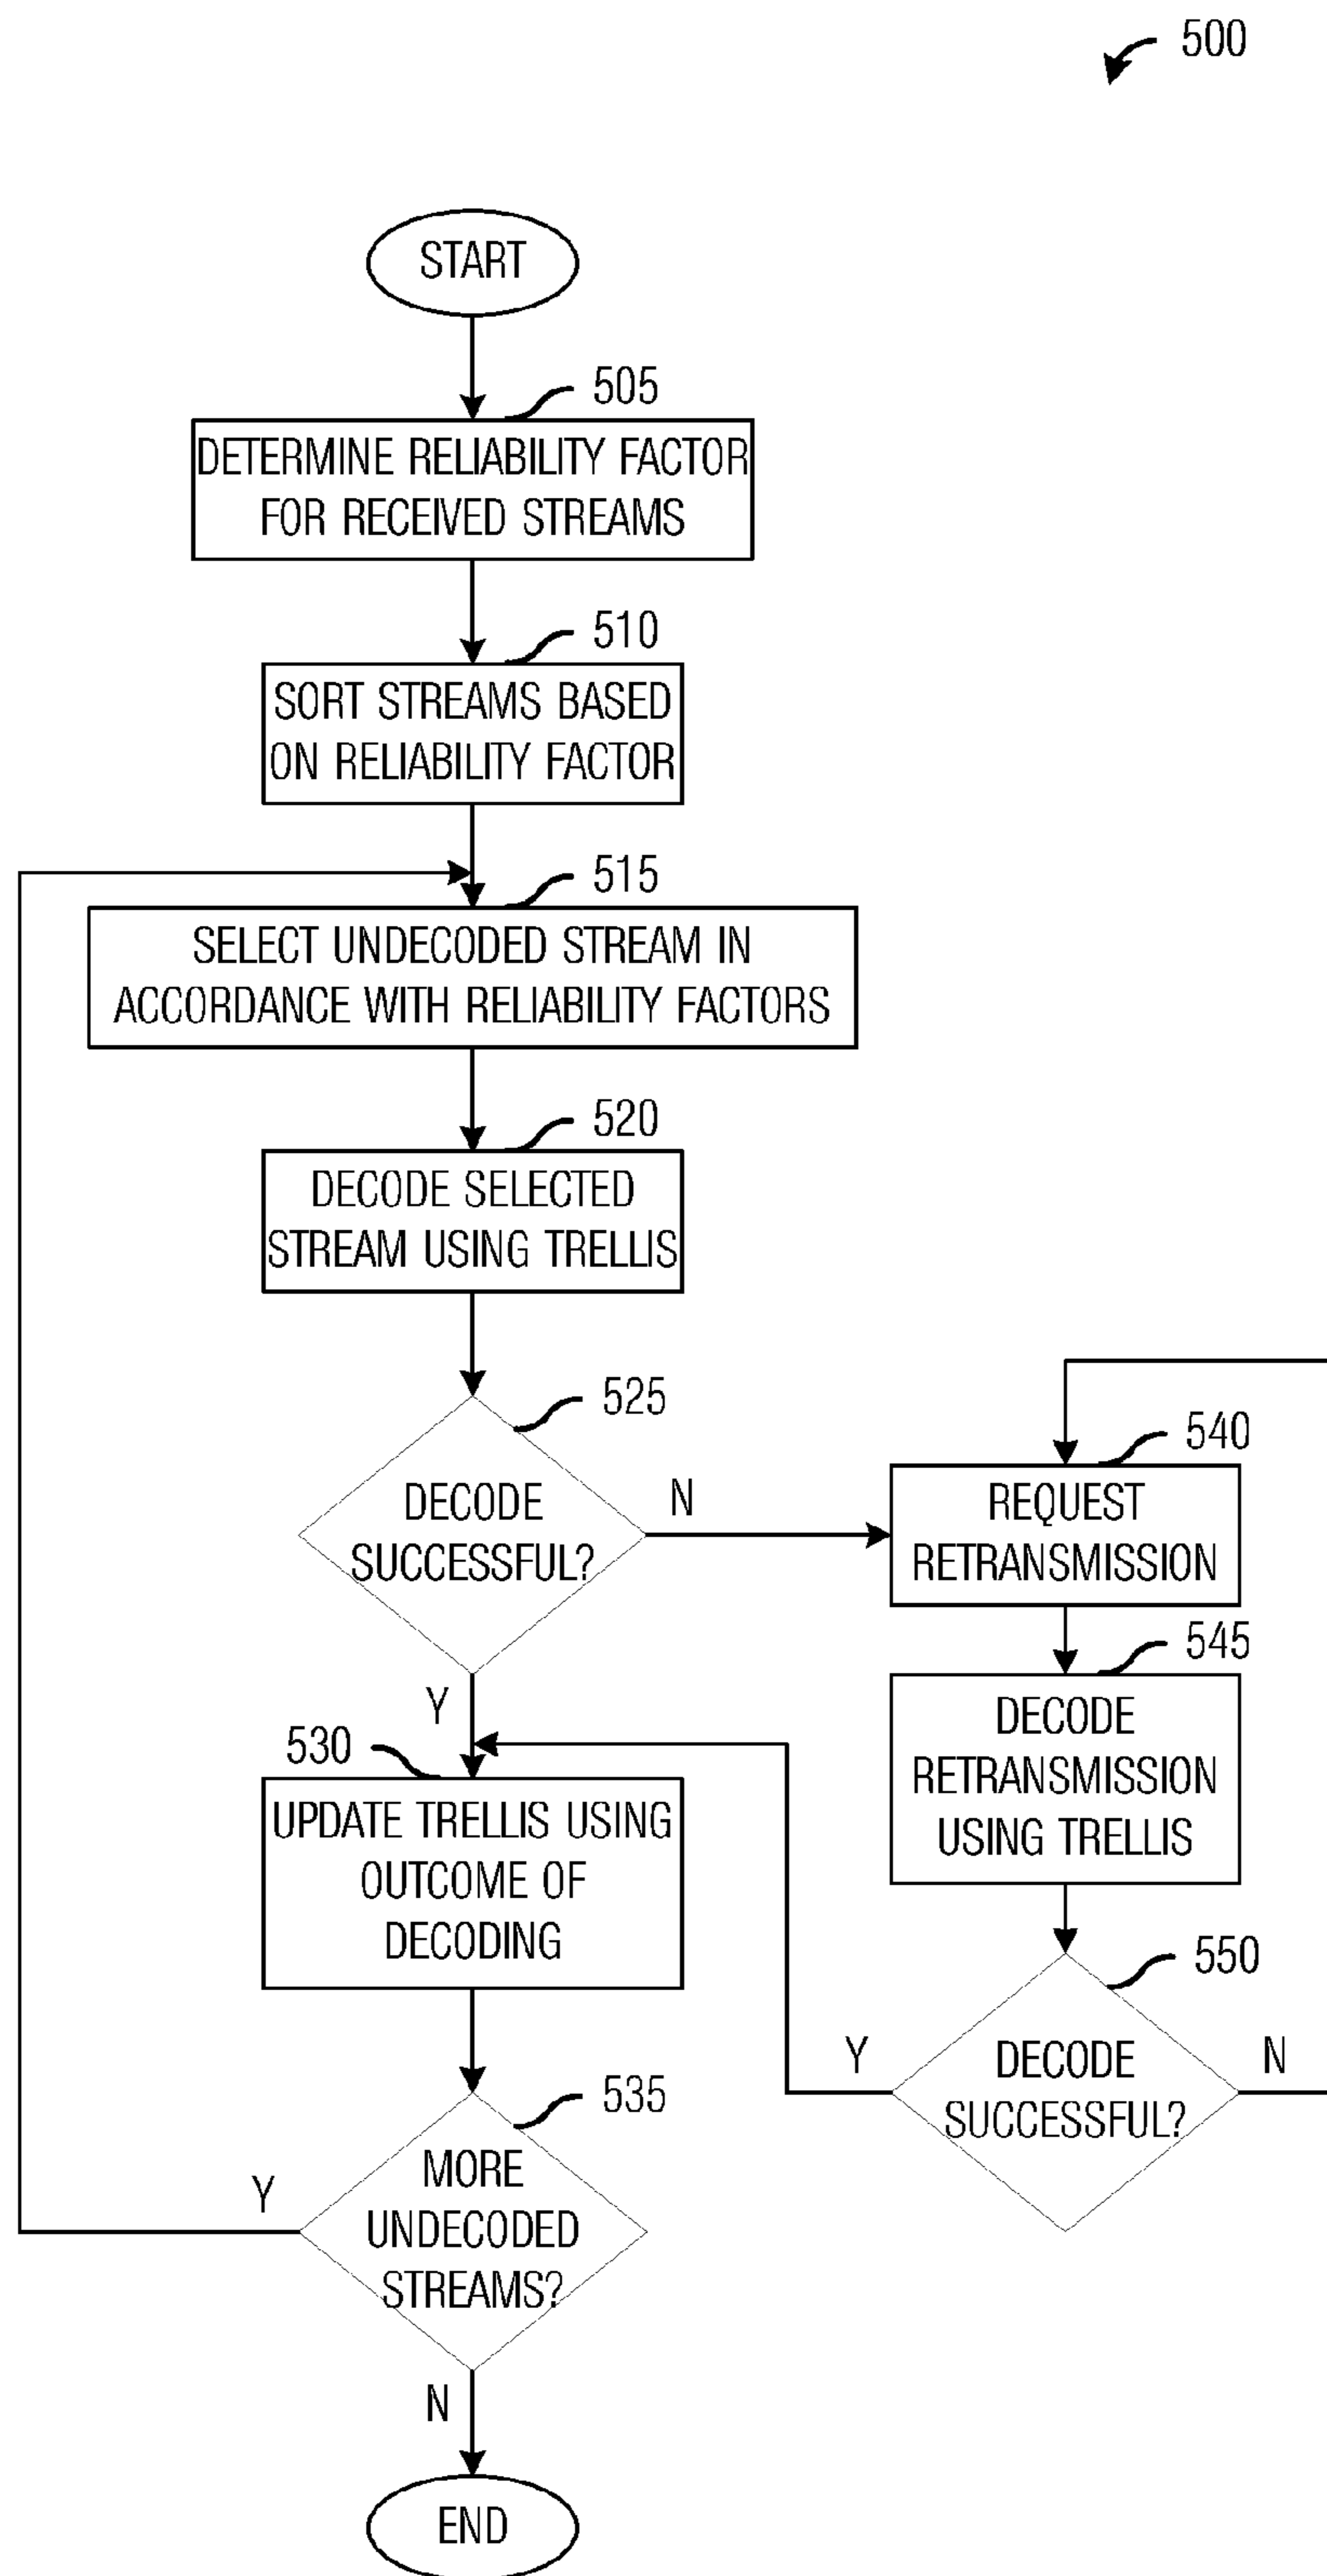 500
START
505
DETERMINE RELIABILITY FACTOR
FOR RECEIVED STREAMS
510
SORT STREAMS BASED
ON RELIABILITY FACTOR
515
SELECT UNDECODED STREAM IN
ACCORDANCE WITH RELIABILITY FACTORS
520
DECODE SELECTED
STREAM USING TRELLIS
525
DECODE
SUCCESSFUL?
N
Y
540
REQUEST
RETRANSMISSION
545
DECODE
RETRANSMISSION
USING TRELLIS
530
UPDATE TRELLIS USING
OUTCOME OF
DECODING
550
DECODE
SUCCESSFUL?
Y
N
535
MORE
UNDECODED
STREAMS?
Y
N
END